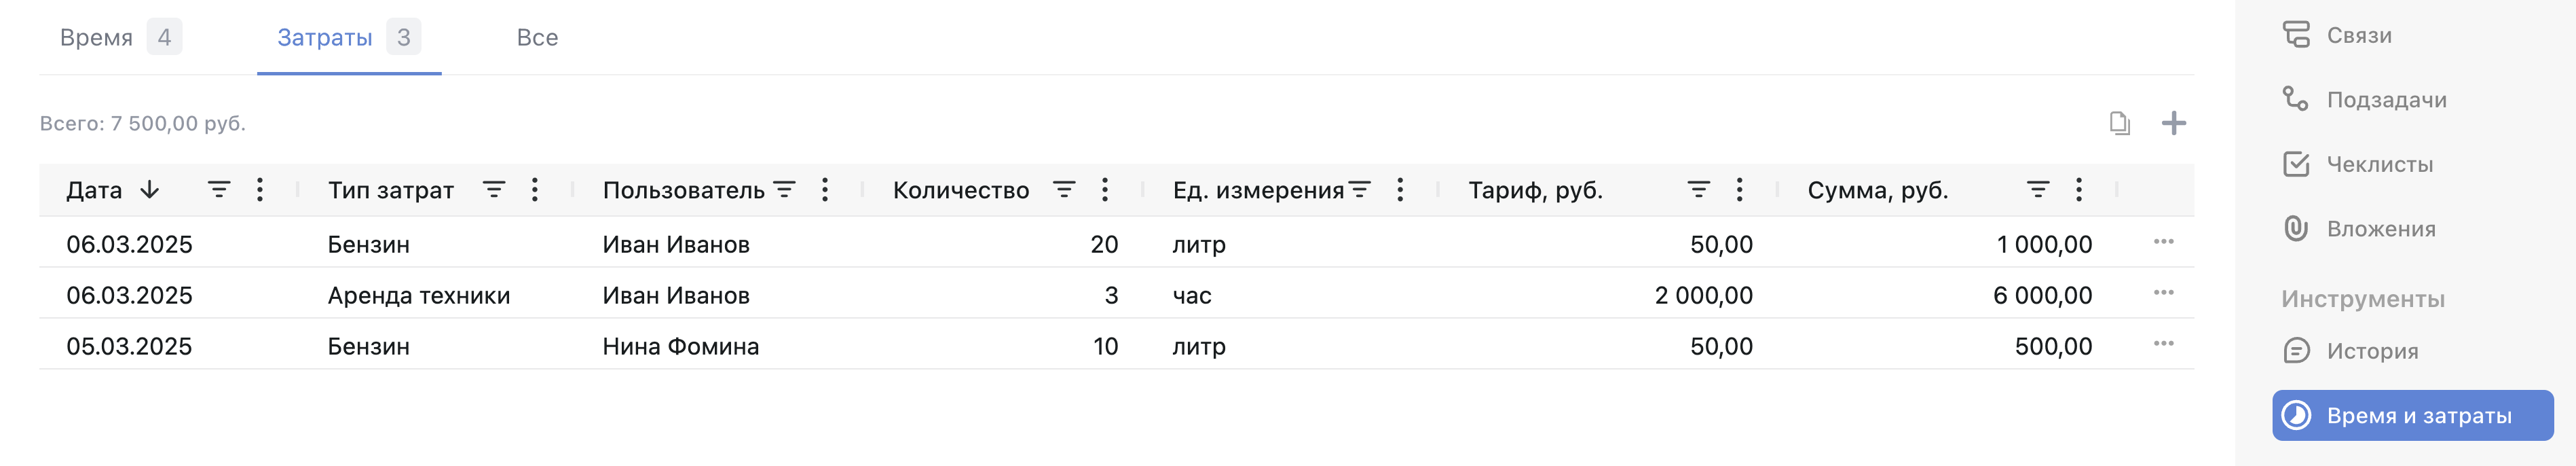 Время 4 Затраты 3 Все
Всего: 7 500,00 руб.
Дата Тип затрат Пользователь Количество Ед. измерения Тариф, руб. Сумма, руб.
06.03.2025 Бензин Иван Иванов 20 литр 50,00 1 000,00
06.03.2025 Аренда техники Иван Иванов 3 час 2 000,00 6 000,00
05.03.2025 Бензин Нина Фомина 10 литр 50,00 500,00
Связи
Подзадачи
Чеклисты
Вложения
Инструменты
История
Время и затраты